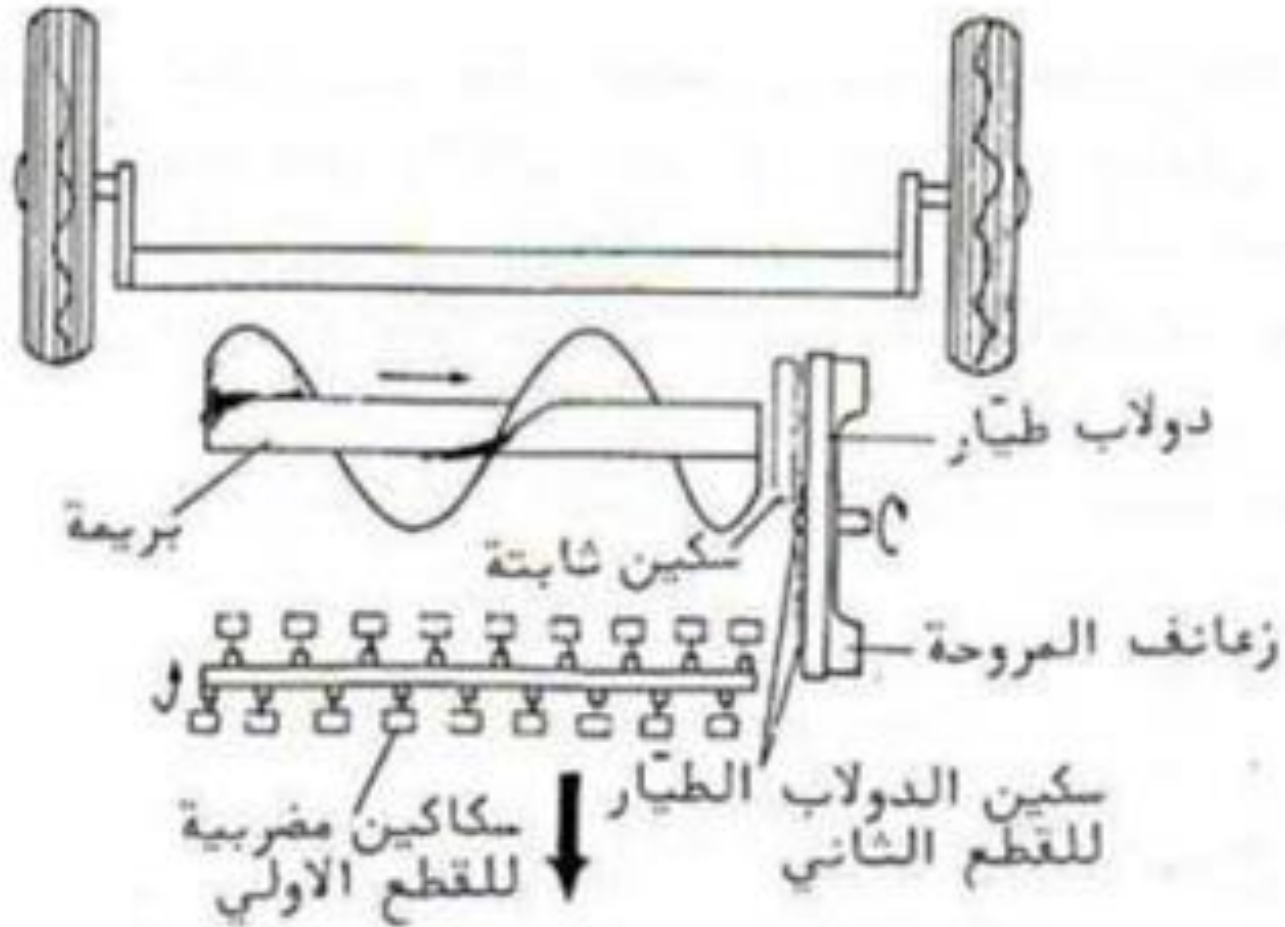 دولاب طيّار
بريمة
سكين ثابتة
زعانف المروحة
سكين الدولاب الطيّار
للقطع الثاني
سكاكين مضربية
للقطع الاولي